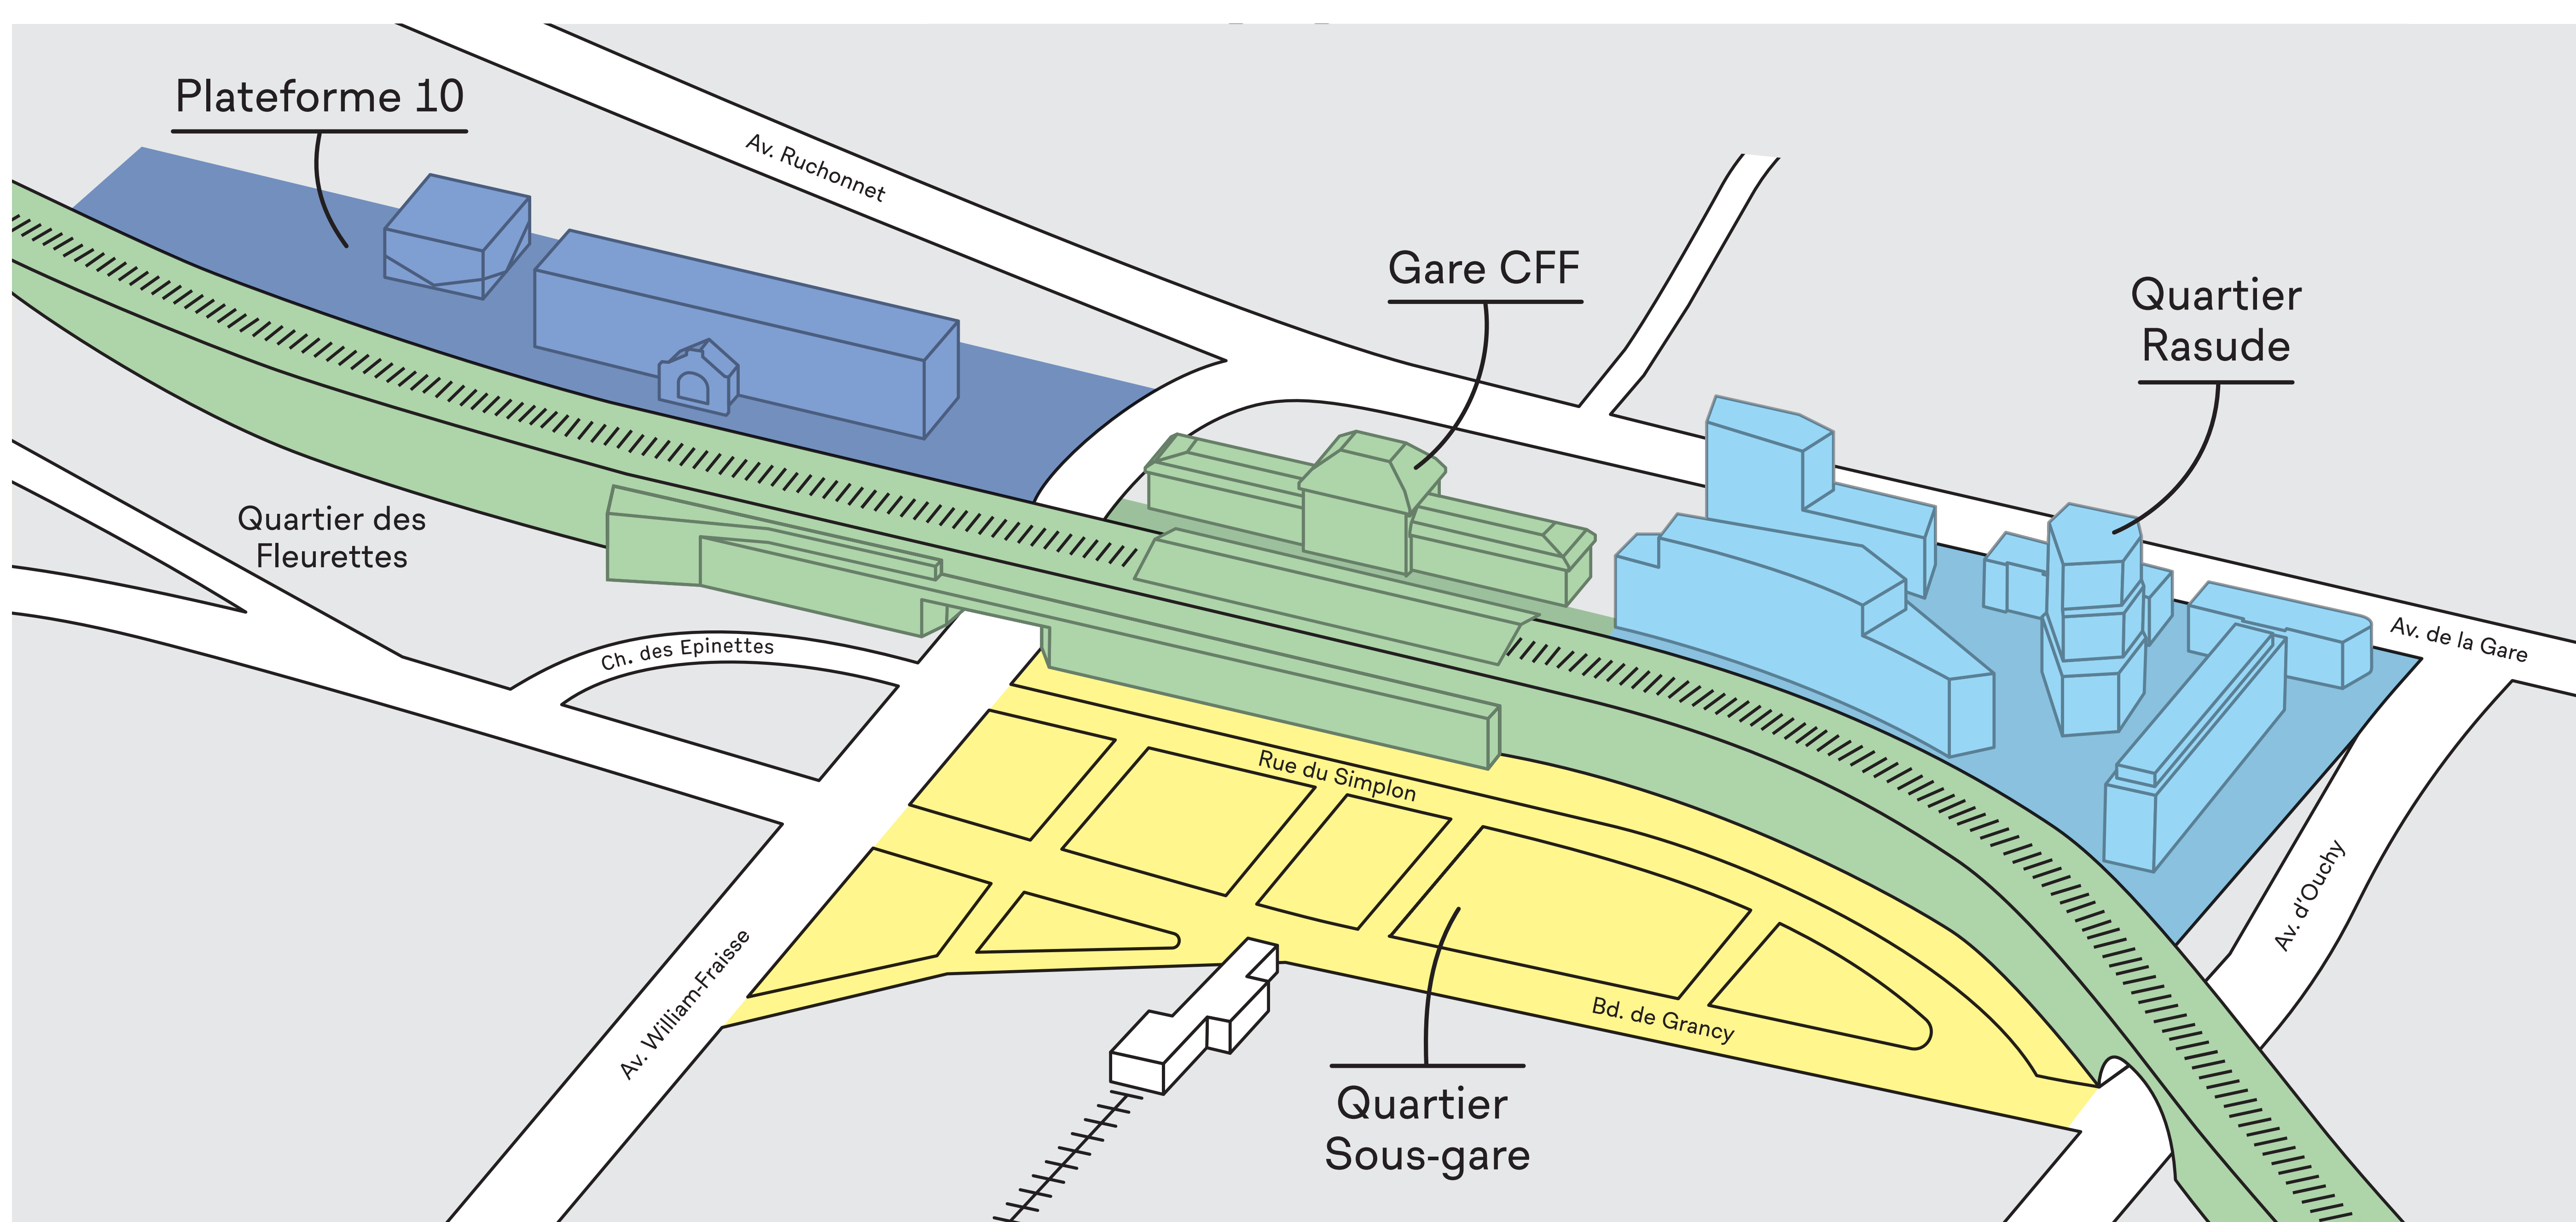 Plateforme 10
Av. Ruchonnet
Gare CFF
Quartier
Rasude
Quartier des
Fleurettes
Av. de la Gare
Ch. des Epinettes
Rue du Simplon
Av. d'Ouchy
Av. William-Fraisse
Bd. de Grancy
Quartier
Sous-gare